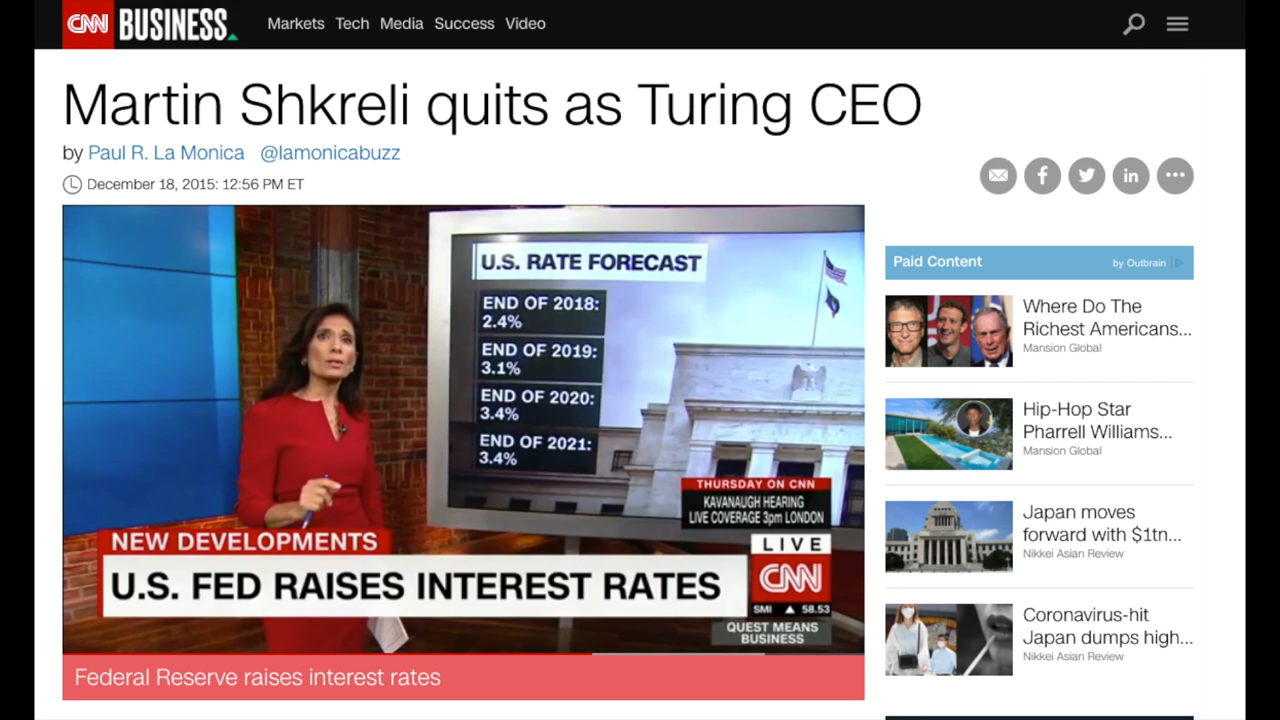 CNN BUSINESS
Markets Tech Media Success Video
Martin Shkreli quits as Turing CEO
by Paul R. La Monica @lamonicabuzz
December 18, 2015: 12:56 PM ET
U.S. RATE FORECAST
END OF 2018:
2.4%
END OF 2019:
3.1%
END OF 2020:
3.4%
END OF 2021:
3.4%
THURSDAY ON CNN
KAVANAUGH HEARING
LIVE COVERAGE 3pm LONDON
NEW DEVELOPMENTS
U.S. FED RAISES INTEREST RATES
LIVE
CNN
SMI ▲ 58.53
QUEST MEANS
BUSINESS
Federal Reserve raises interest rates
Paid Content by Outbrain
Where Do The
Richest Americans...
Mansion Global
Hip-Hop Star
Pharrell Williams...
Mansion Global
Japan moves
forward with $1tn...
Nikkei Asian Review
Coronavirus-hit
Japan dumps high...
Nikkei Asian Review